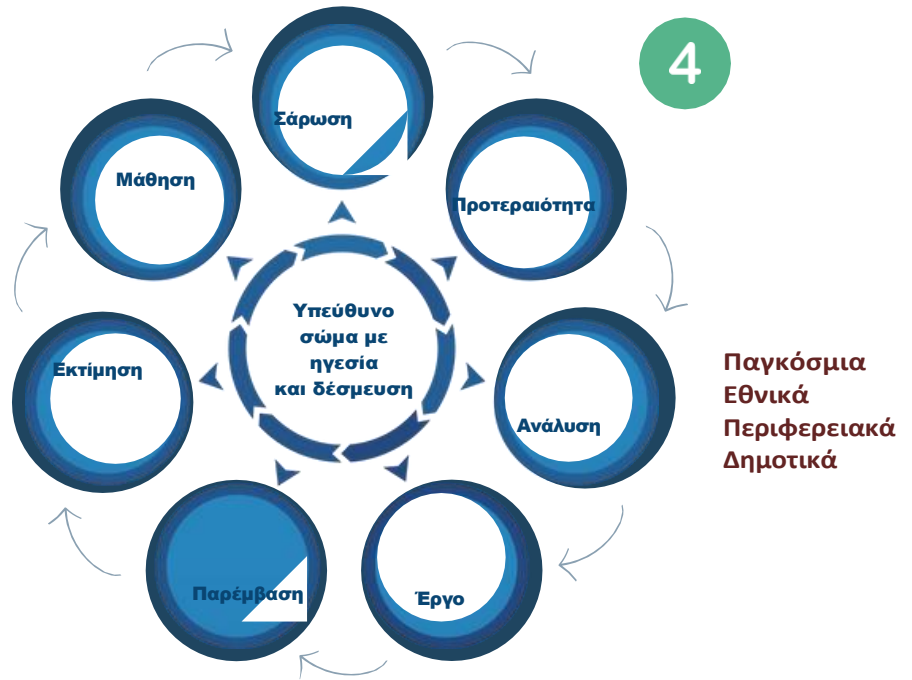 4
Σάρωση
Προτεραιότητα
Ανάλυση
Έργο
Παρέμβαση
Εκτίμηση
Μάθηση
Υπεύθυνο
σώμα με
ηγεσία
και δέσμευση
Παγκόσμια
Εθνικά
Περιφερειακά
Δημοτικά